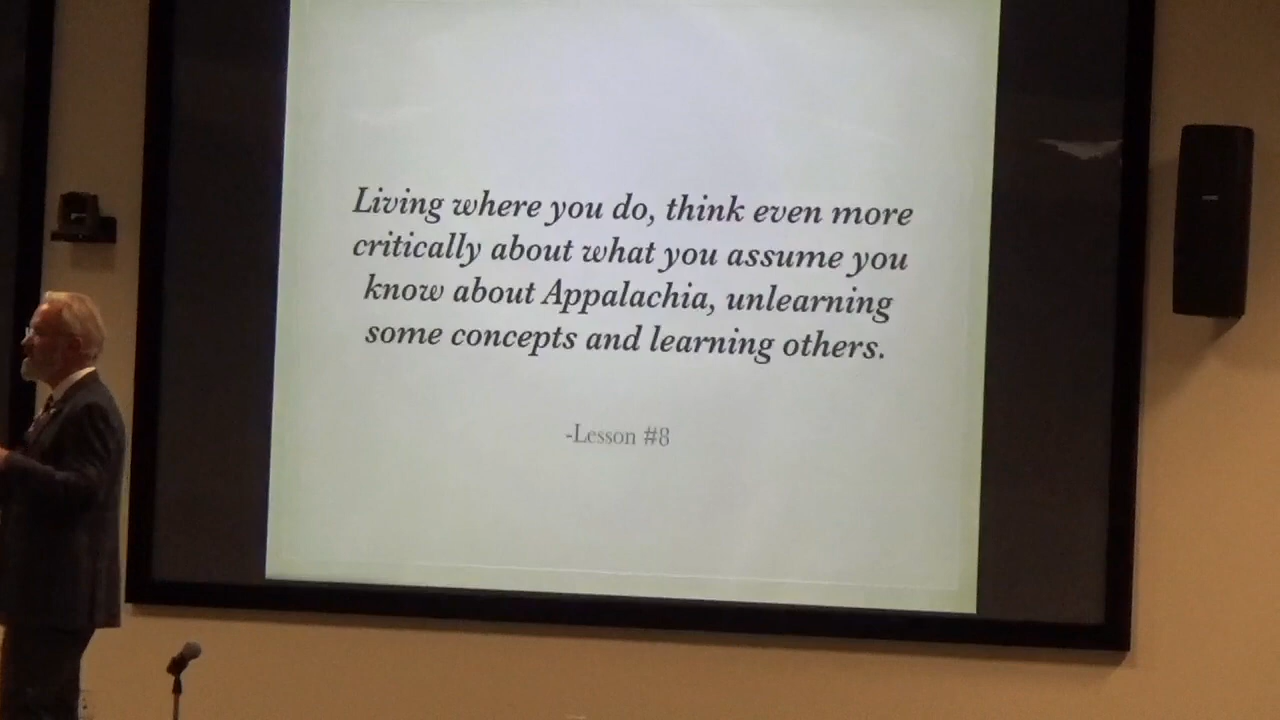 Living where you do, think even more
critically about what you assume you
know about Appalachia, unlearning
some concepts and learning others.
-Lesson #8